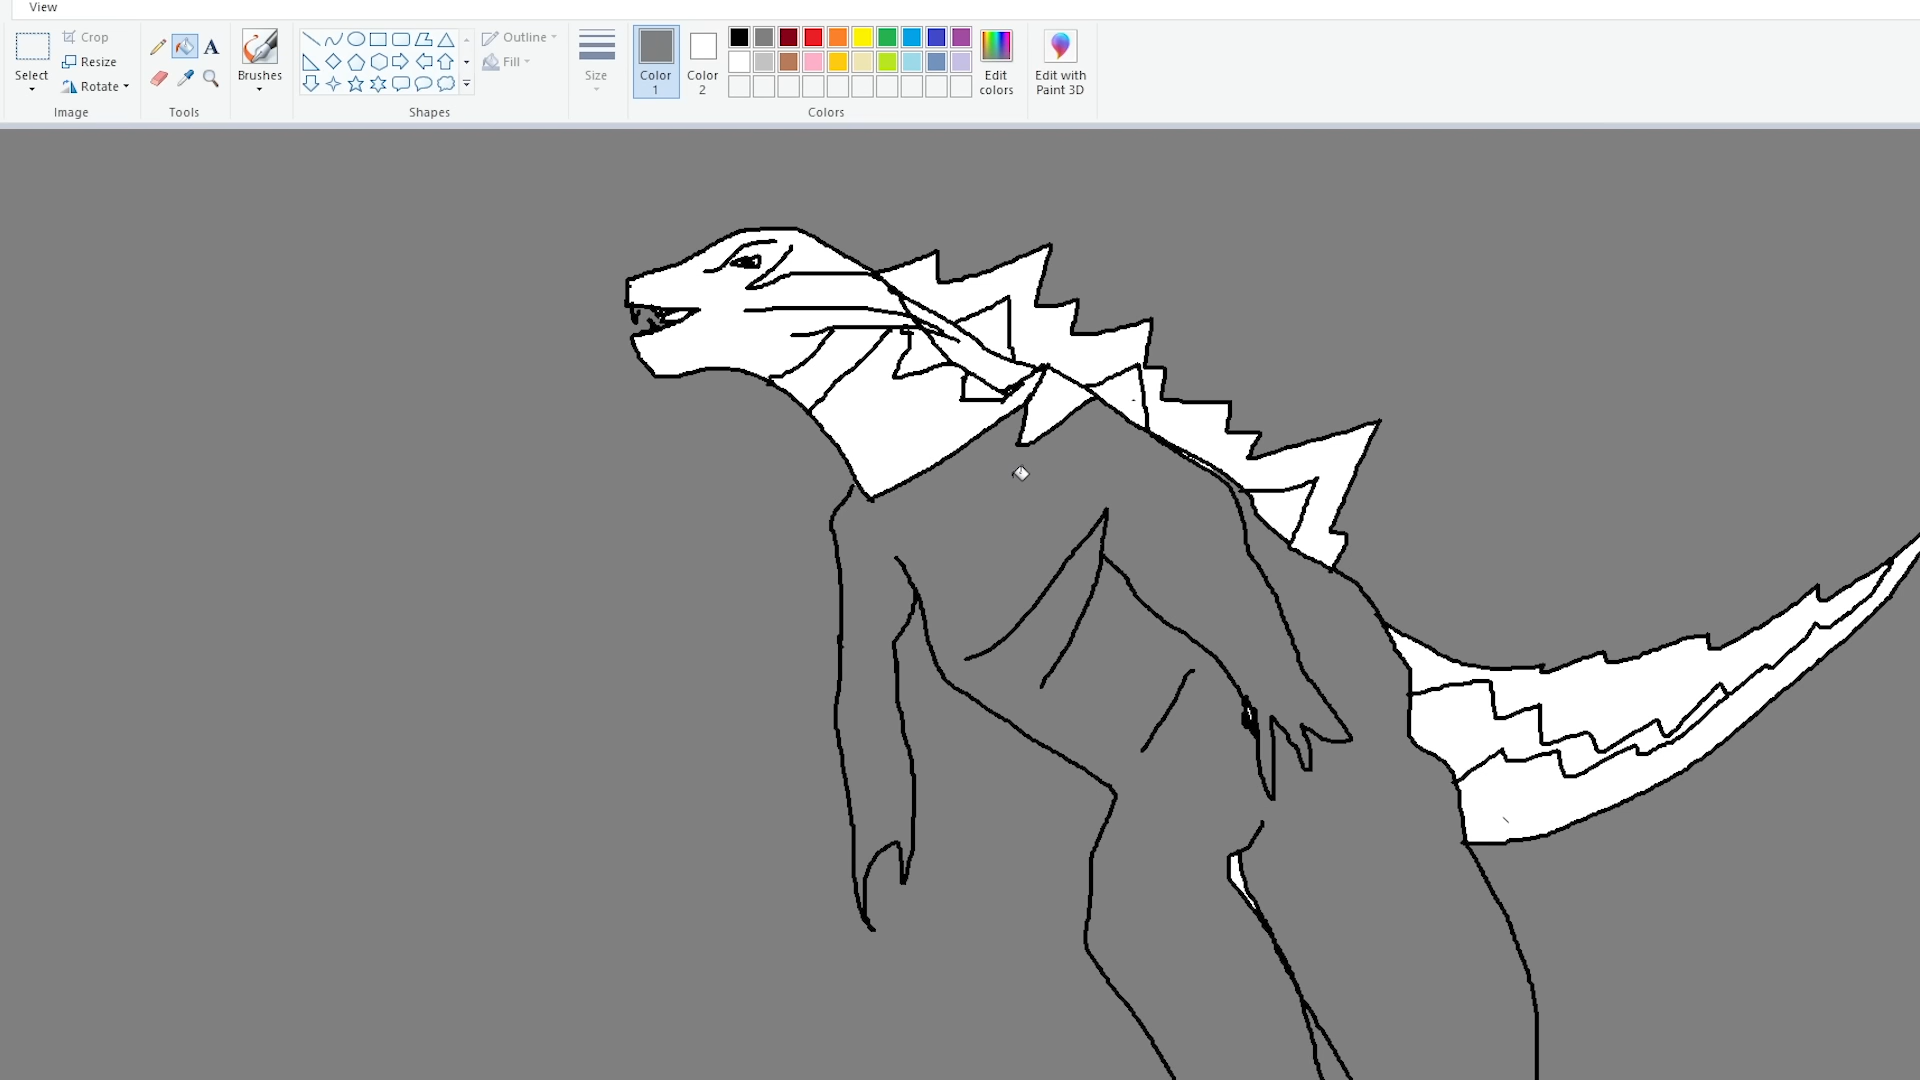 View
Select
Crop
Resize
Rotate
Image
A
Tools
Brushes
Outline
Fill
Shapes
Size
Color
1
Color
2
Edit
colors
Edit with
Paint 3D
Colors